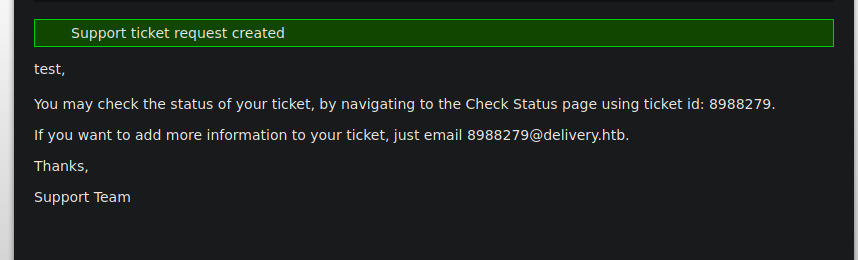 Support ticket request created
test,
You may check the status of your ticket, by navigating to the Check Status page using ticket id: 8988279.
If you want to add more information to your ticket, just email 8988279@delivery.htb.
Thanks,
Support Team